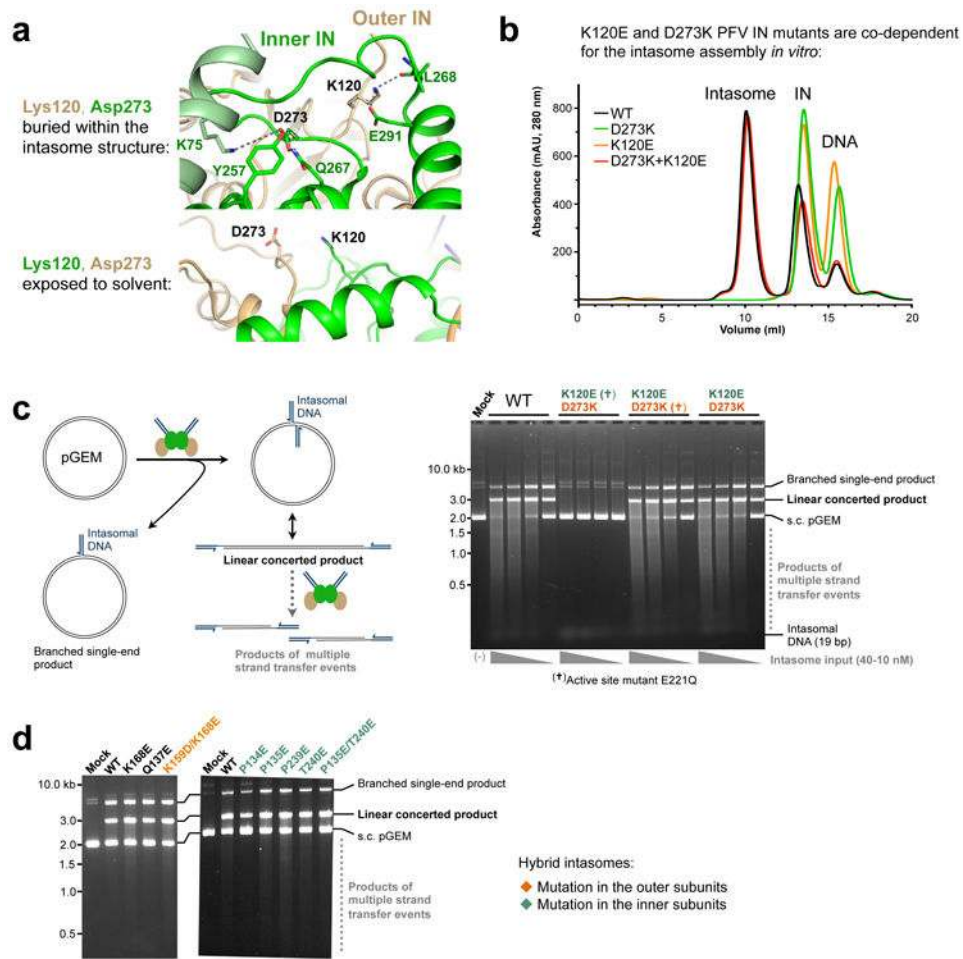 a
Outer IN
Inner IN
Lys120, Asp273
buried within the
intasome structure:
K120
L268
D273
E291
K75
Y257
Q267
Lys120, Asp273
exposed to solvent:
D273
K120
b
K120E and D273K PFV IN mutants are co-dependent
for the intasome assembly in vitro:
WT
D273K
K120E
D273K+K120E
Intasome
IN
DNA
Absorbance (mAU, 280 nm)
800
600
400
200
0
5
10
15
20
Volume (ml)
c
pGEM
Intasomal
DNA
Intasomal
DNA
Linear concerted product
Branched single-end
product
Products of multiple
strand transfer events
Mock
WT
K120E (✝)
D273K
K120E
D273K (✝)
K120E
D273K
10.0 kb
3.0
2.0
1.5
1.0
0.5
Branched single-end product
Linear concerted product
s.c. pGEM
Products of
multiple strand
transfer events
Intasomal
DNA (19 bp)
(-)
Intasome input (40-10 nM)
(✝)Active site mutant E221Q
d
Mock
WT
K168E
Q137E
K159D/K168E
Mock
WT
P134E
P135E
P239E
T240E
P135E/T240E
10.0 kb
3.0
2.0
1.5
1.0
0.5
Branched single-end product
Linear concerted product
s.c. pGEM
Products of
multiple strand
transfer events
Hybrid intasomes:
Mutation in the outer subunits
Mutation in the inner subunits